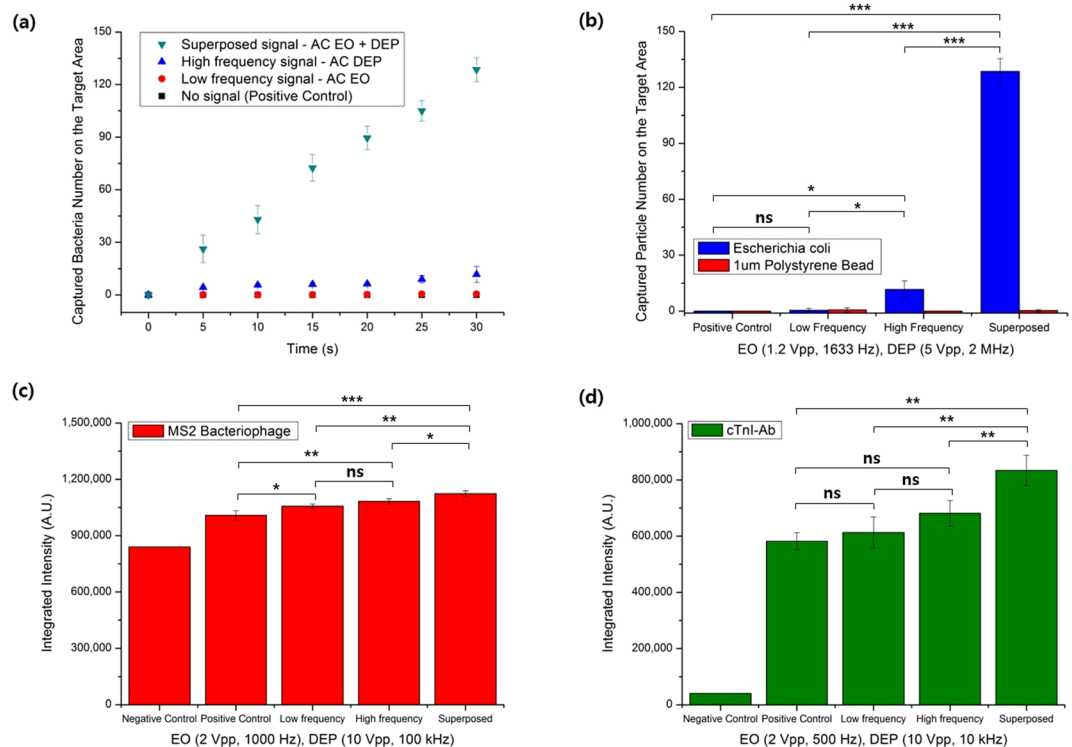 (a)
Captured Bacteria Number on the Target Area
150
120
90
60
30
0
Superposed signal - AC EO + DEP
High frequency signal - AC DEP
Low frequency signal - AC EO
No signal (Positive Control)
0 5 10 15 20 25 30
Time (s)
(b)
Captured Particle Number on the Target Area
150
120
90
60
30
0
***
***
***
*
ns
*
Escherichia coli
1um Polystyrene Bead
Positive Control Low Frequency High Frequency Superposed
EO (1.2 Vpp, 1633 Hz), DEP (5 Vpp, 2 MHz)
(c)
Integrated Intensity (A.U.)
1,500,000
1,200,000
900,000
600,000
300,000
0
MS2 Bacteriophage
***
**
*
**
ns
*
Negative Control Positive Control Low frequency High frequency Superposed
EO (2 Vpp, 1000 Hz), DEP (10 Vpp, 100 kHz)
(d)
Integrated Intensity (A.U.)
1,000,000
800,000
600,000
400,000
200,000
0
cTnI-Ab
**
**
**
ns
ns
ns
Negative Control Positive Control Low frequency High frequency Superposed
EO (2 Vpp, 500 Hz), DEP (10 Vpp, 10 kHz)